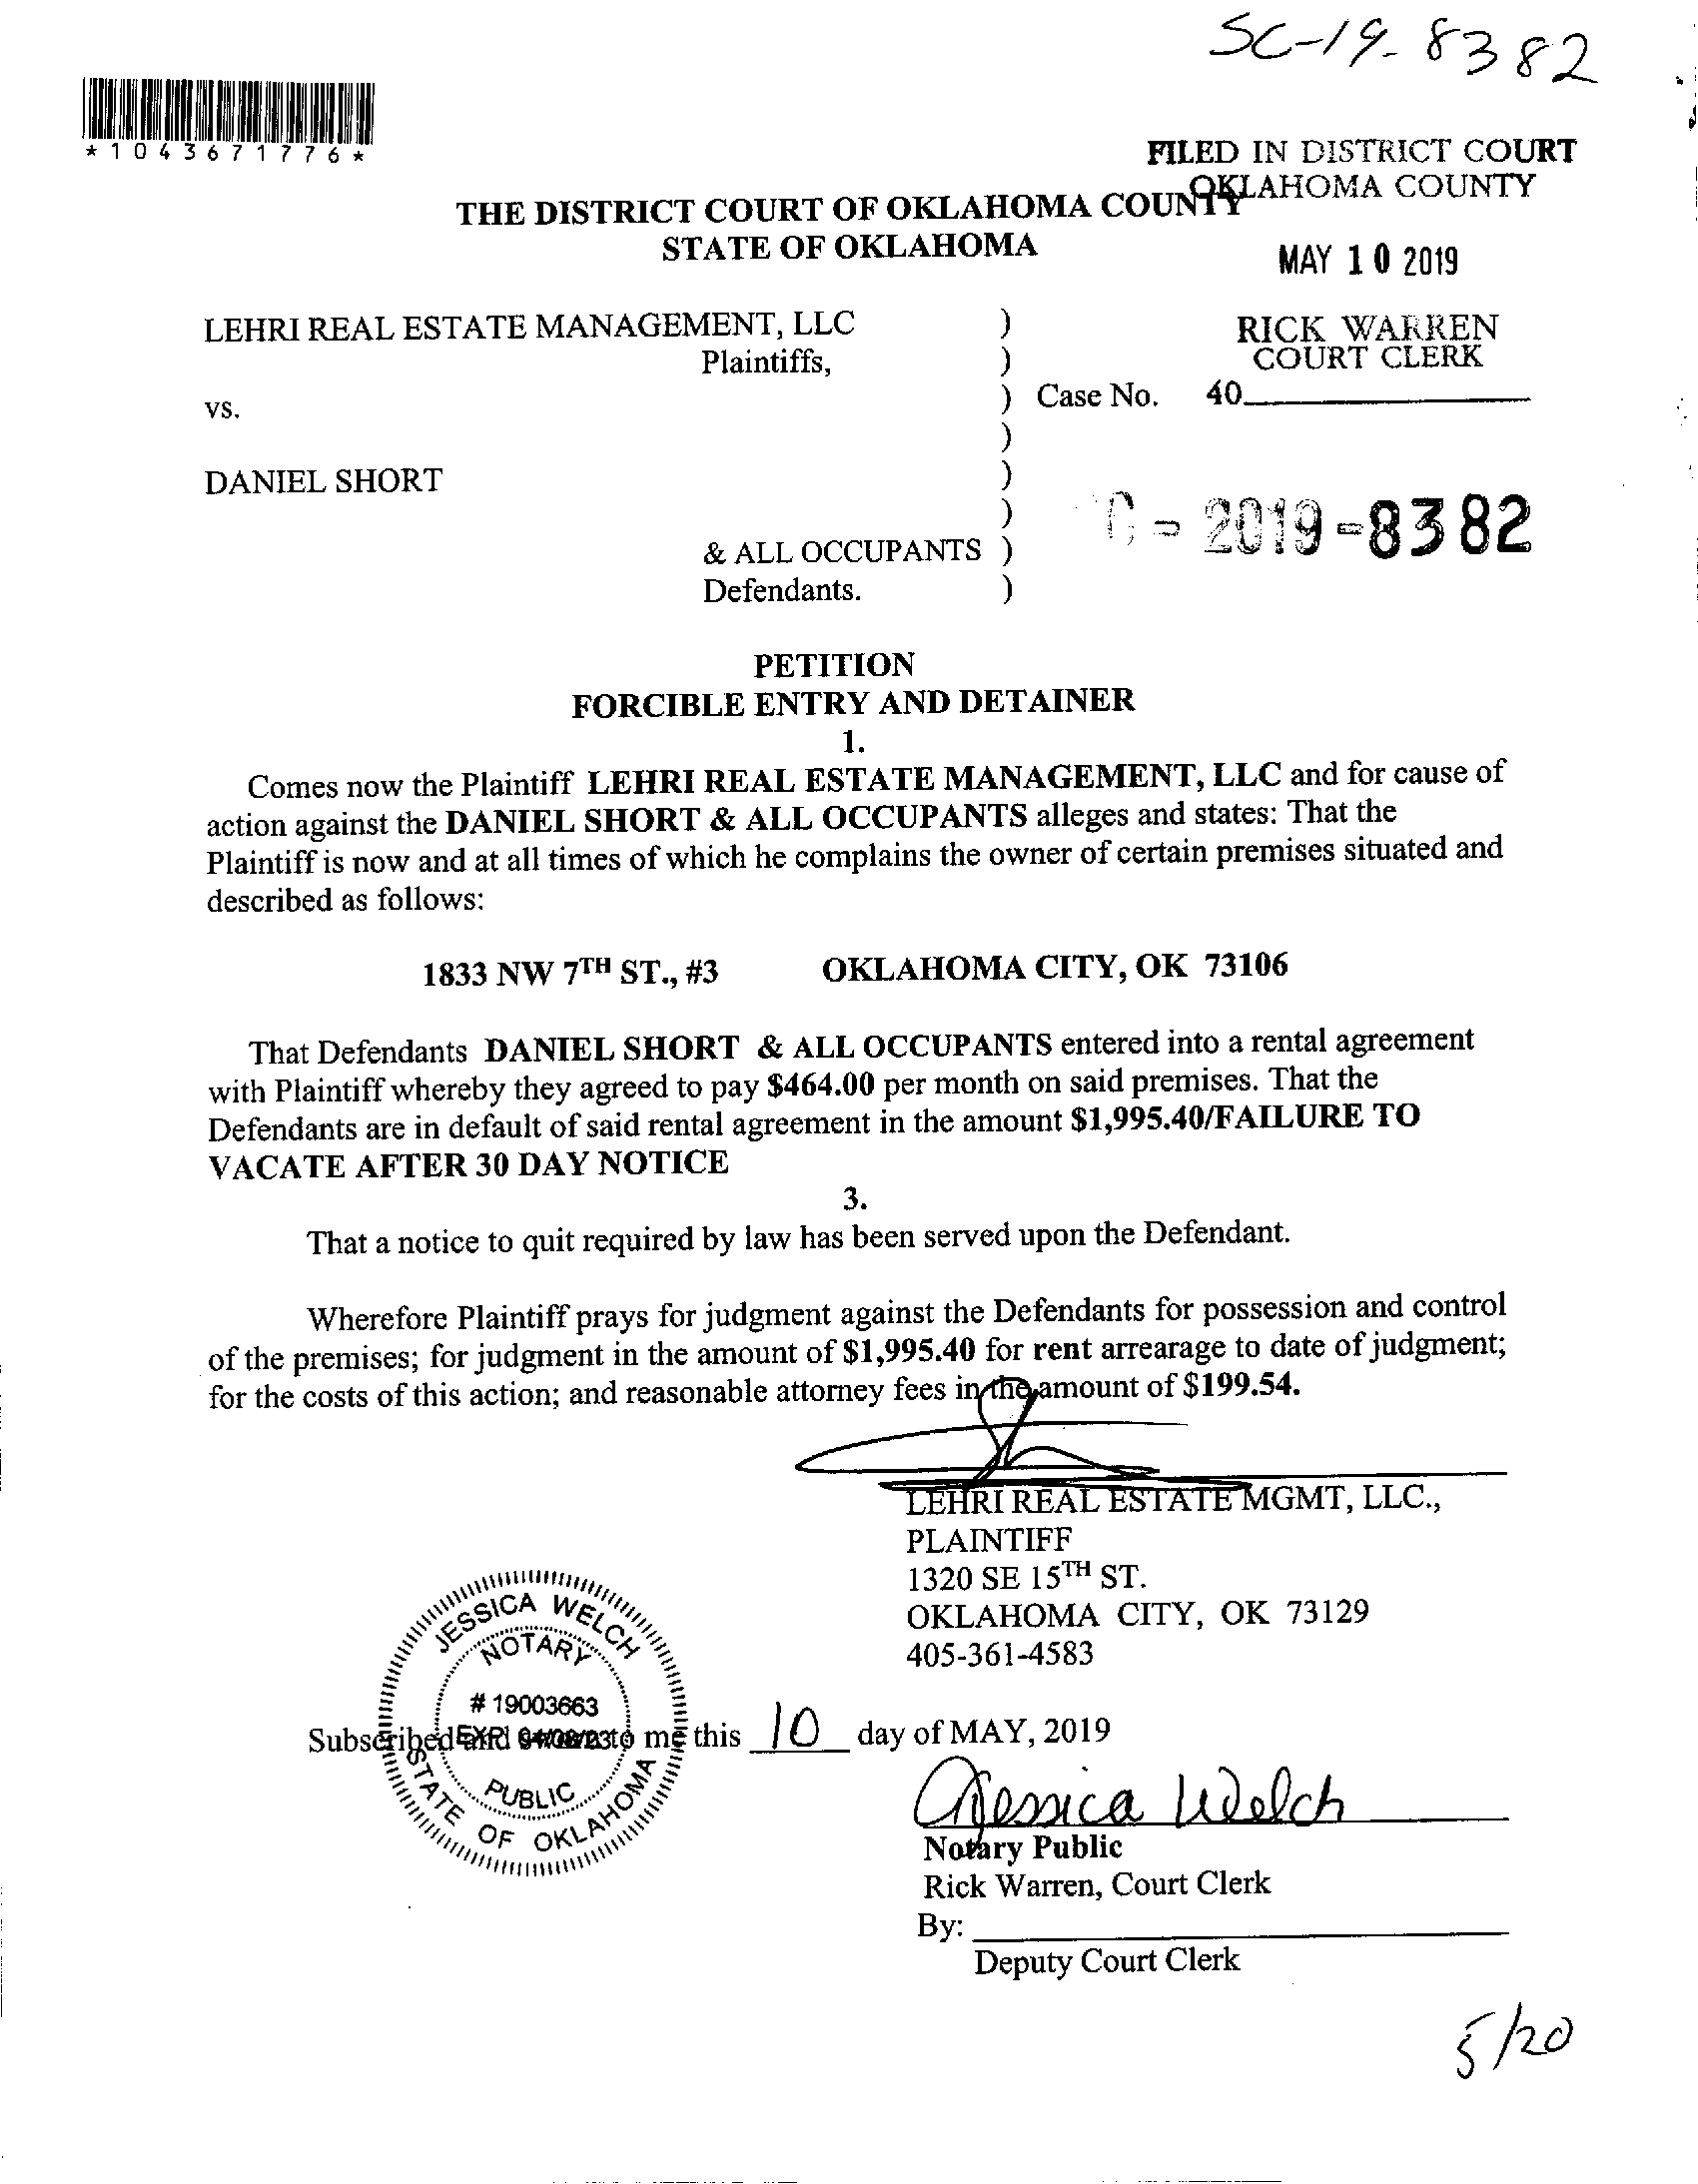 SC-19-8382
*1043671776*
FILED IN DISTRICT COURT
OKLAHOMA COUNTY
THE DISTRICT COURT OF OKLAHOMA COUNTY
STATE OF OKLAHOMA
MAY 10 2019
LEHRI REAL ESTATE MANAGEMENT, LLC )
Plaintiffs, )
RICK WARREN
COURT CLERK
vs. ) Case No. 40
)
DANIEL SHORT )
)
C - 2019-8382
& ALL OCCUPANTS )
Defendants. )
PETITION
FORCIBLE ENTRY AND DETAINER
1.
Comes now the Plaintiff LEHRI REAL ESTATE MANAGEMENT, LLC and for cause of
action against the DANIEL SHORT & ALL OCCUPANTS alleges and states: That the
Plaintiff is now and at all times of which he complains the owner of certain premises situated and
described as follows:
1833 NW 7TH ST., #3 OKLAHOMA CITY, OK 73106
That Defendants DANIEL SHORT & ALL OCCUPANTS entered into a rental agreement
with Plaintiff whereby they agreed to pay $464.00 per month on said premises. That the
Defendants are in default of said rental agreement in the amount $1,995.40/FAILURE TO
VACATE AFTER 30 DAY NOTICE
3.
That a notice to quit required by law has been served upon the Defendant.
Wherefore Plaintiff prays for judgment against the Defendants for possession and control
of the premises; for judgment in the amount of $1,995.40 for rent arrearage to date of judgment;
for the costs of this action; and reasonable attorney fees in the amount of $199.54.
LEHRI REAL ESTATE MGMT, LLC.,
PLAINTIFF
1320 SE 15TH ST.
OKLAHOMA CITY, OK 73129
405-361-4583
JESSICA WELCH
NOTARY
# 19003663
PUBLIC
STATE OF OKLAHOMA
Subscribed and to me this 10 day of MAY, 2019
Jessica Welch
Notary Public
Rick Warren, Court Clerk
By:
Deputy Court Clerk
5/20